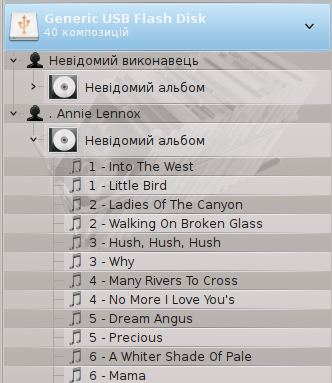 Generic USB Flash Disk
40 композицій
Невідомий виконавець
Невідомий альбом
. Annie Lennox
Невідомий альбом
1 - Into The West
1 - Little Bird
2 - Ladies Of The Canyon
2 - Walking On Broken Glass
3 - Hush, Hush, Hush
3 - Why
4 - Many Rivers To Cross
4 - No More I Love You's
5 - Dream Angus
5 - Precious
6 - A Whiter Shade Of Pale
6 - Mama